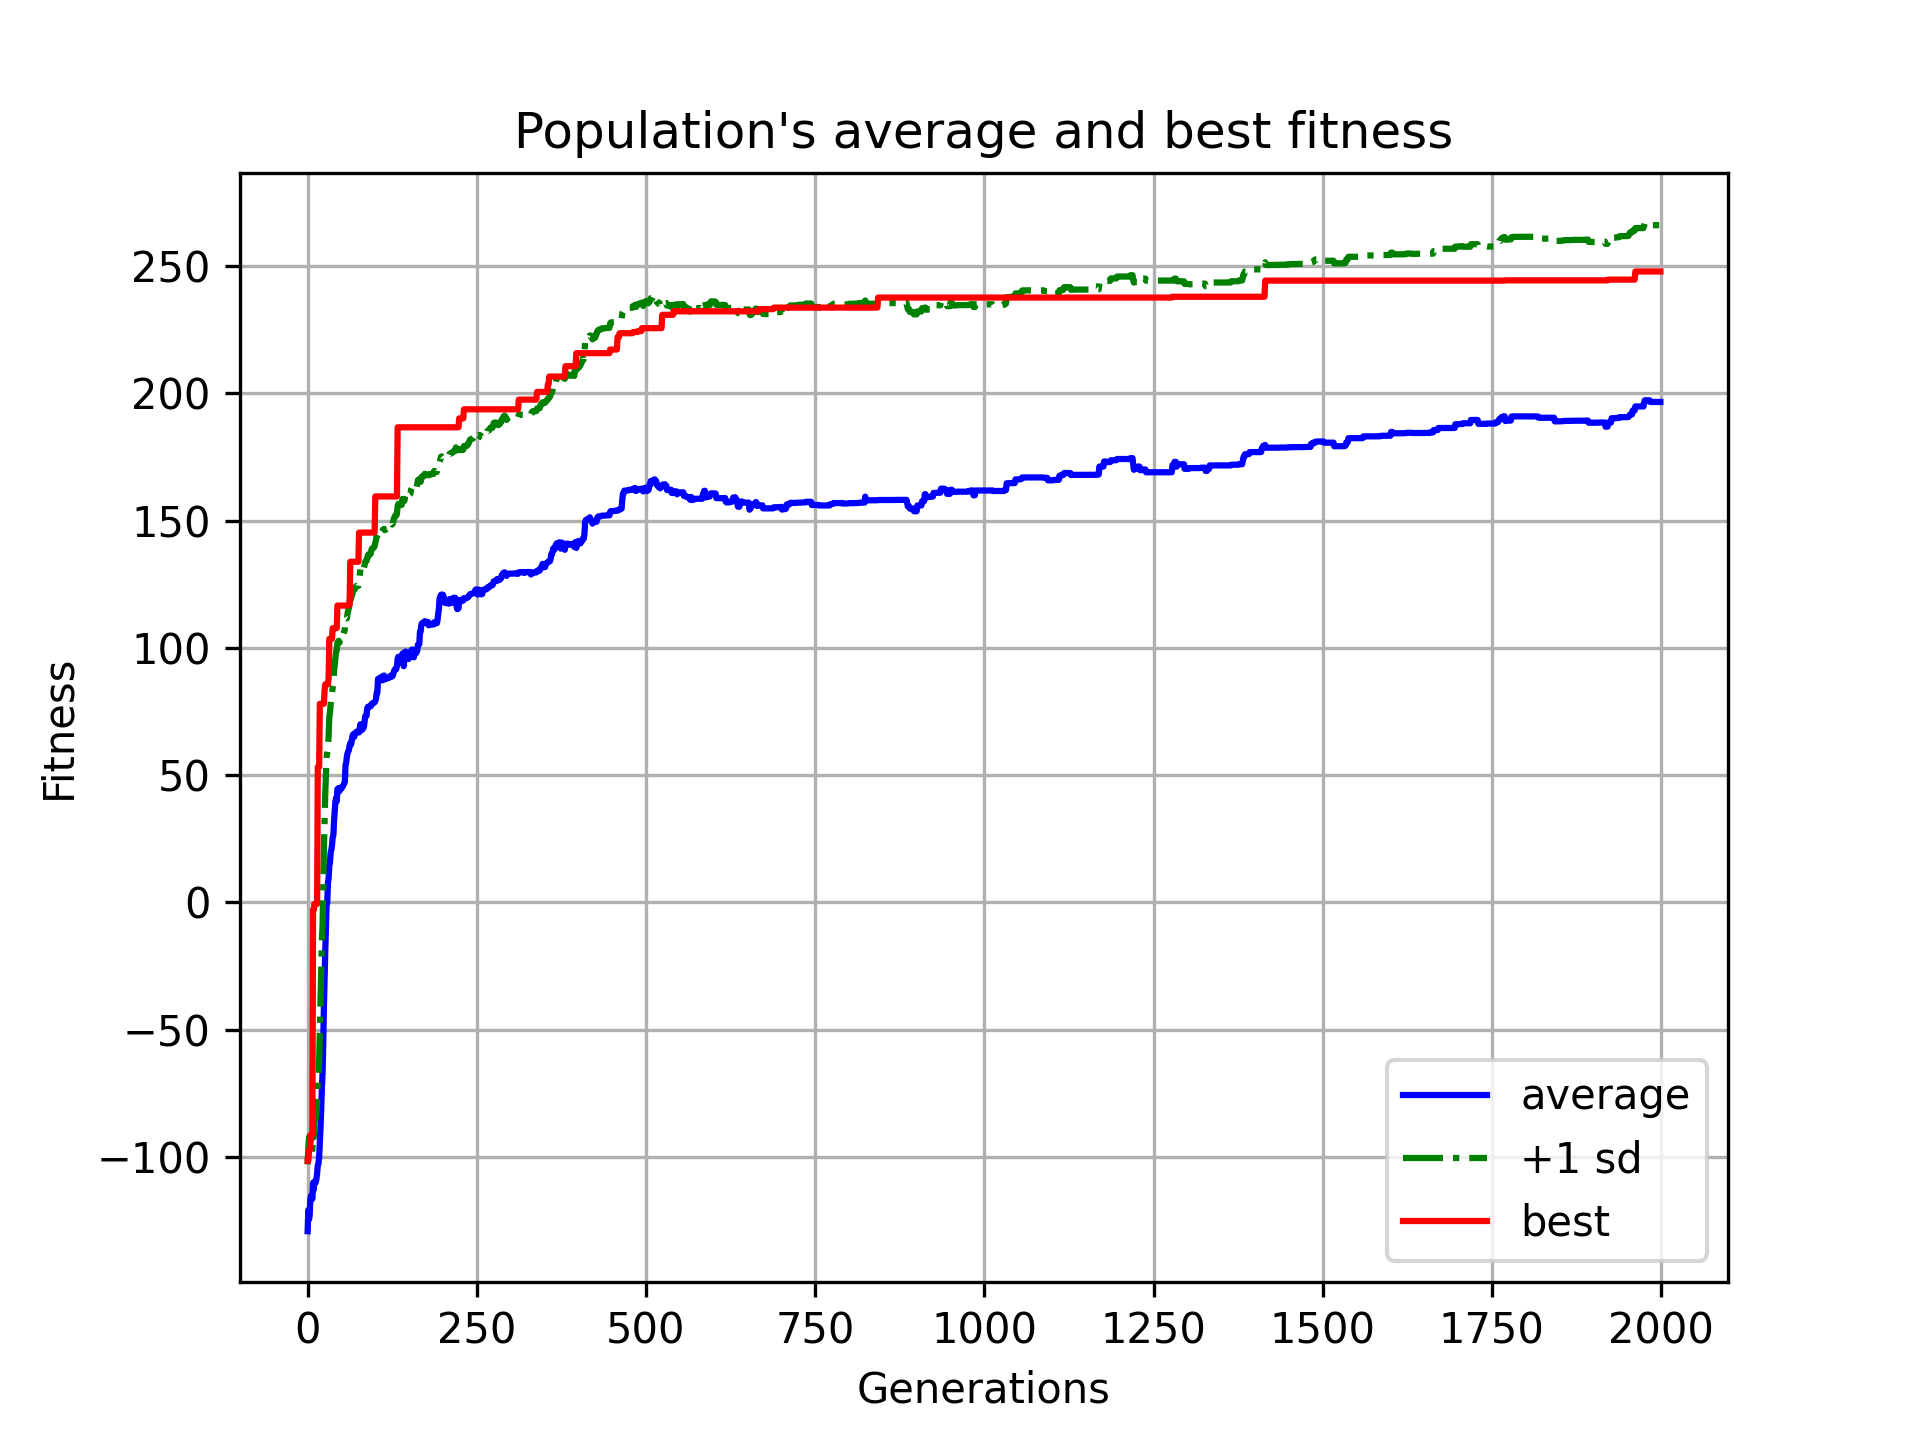 Population's average and best fitness
Fitness
250
200
150
100
50
0
−50
−100
average
+1 sd
best
0 250 500 750 1000 1250 1500 1750 2000
Generations